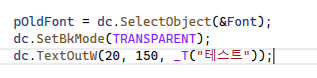 pOldFont = dc.SelectObject(&Font);
dc.SetBkMode(TRANSPARENT);
dc.TextOutW(20, 150, _T("테스트"));